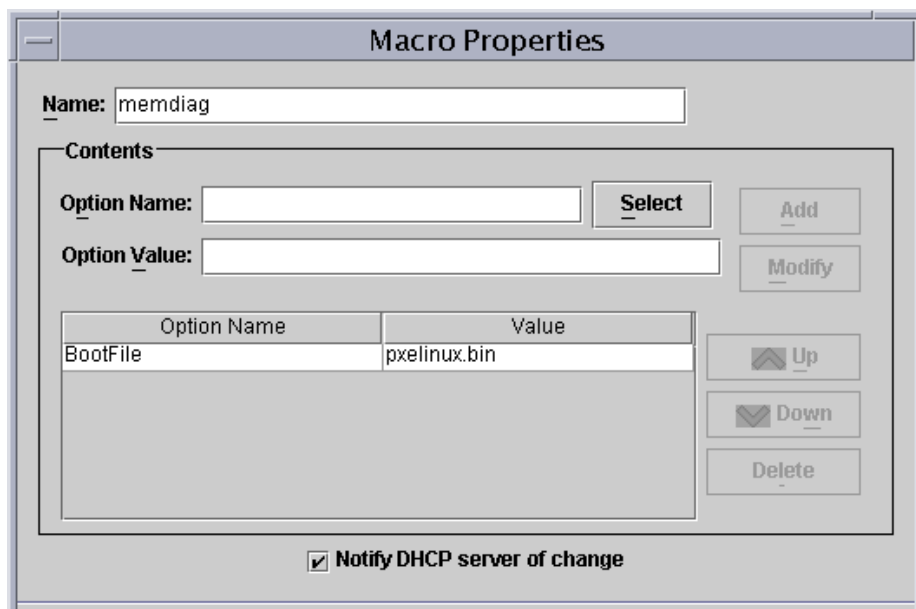 Macro Properties
Name: memdiag
Contents
Option Name: Select Add
Option Value: Modify
Option Name Value
BootFile pxelinux.bin
Up
Down
Delete
Notify DHCP server of change